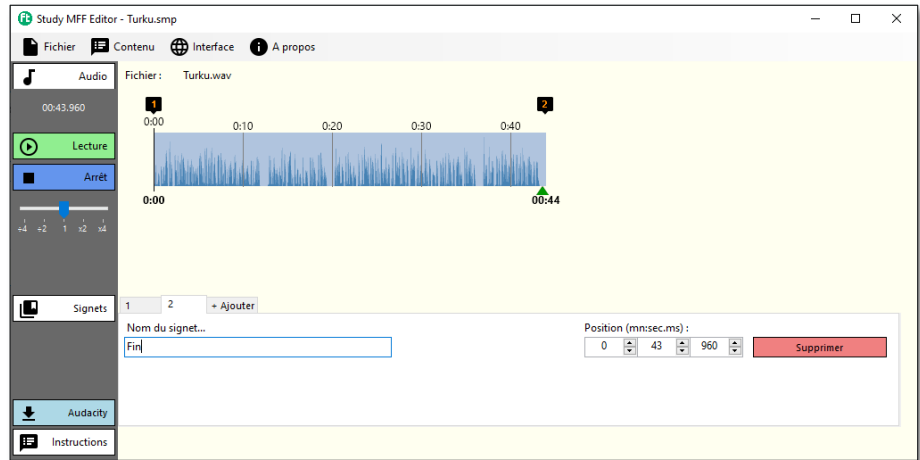 ft Study MFF Editor - Turku.smp
Fichier Contenu Interface i A propos
Audio
Fichier : Turku.wav
00:43.960
1 2
0:00 0:10 0:20 0:30 0:40
Lecture
Arrêt
0:00 00:44
÷4 ÷2 1 x2 x4
Signets
1 2 + Ajouter
Nom du signet... Position (mn:sec.ms) :
Fin 0 43 960 Supprimer
Audacity
Instructions